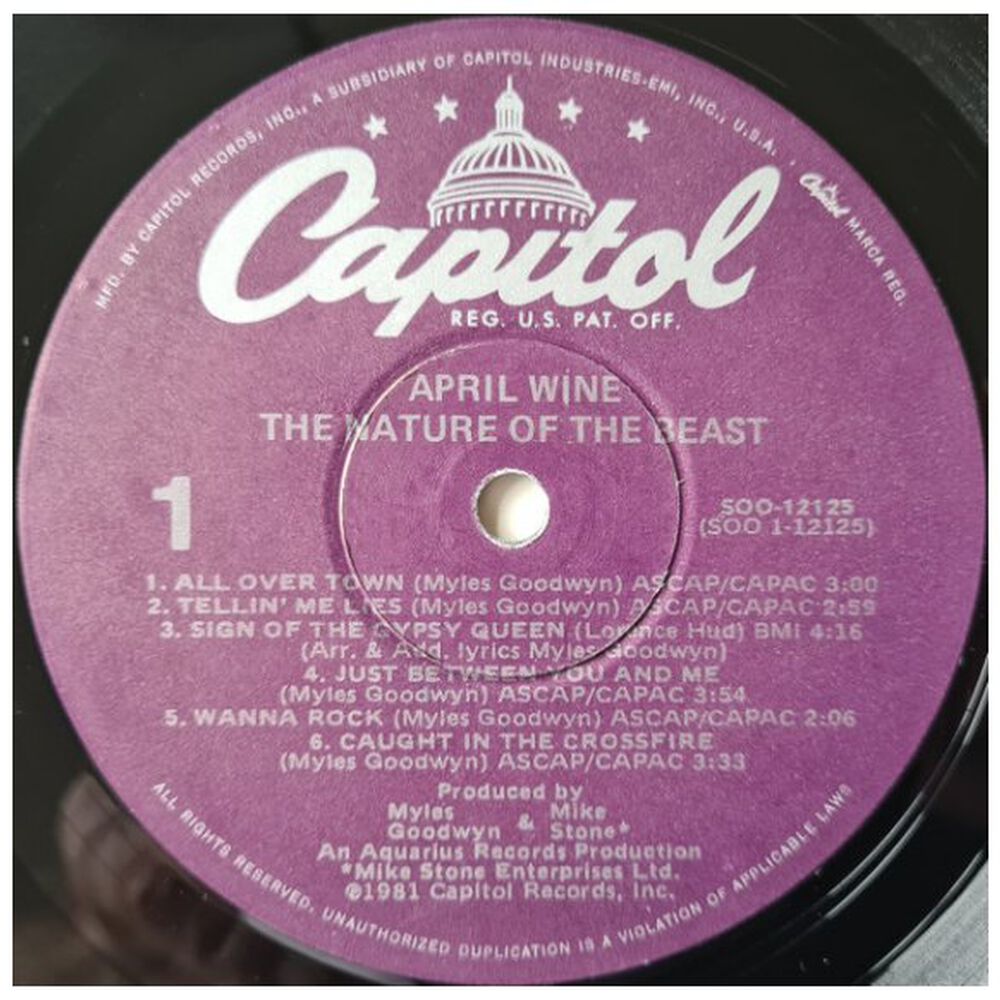 MFD. BY CAPITOL RECORDS, INC., A SUBSIDIARY OF CAPITOL INDUSTRIES-EMI, INC., U.S.A. · Capitol MARCA REG.
Capitol
REG. U.S. PAT. OFF.
APRIL WINE
THE NATURE OF THE BEAST
1
SOO-12125
(SOO 1-12125)
1. ALL OVER TOWN (Myles Goodwyn) ASCAP/CAPAC 3:00
2. TELLIN' ME LIES (Myles Goodwyn) ASCAP/CAPAC 2:59
3. SIGN OF THE GYPSY QUEEN (Lorence Hud) BMI 4:16
(Arr. & Add. lyrics Myles Goodwyn)
4. JUST BETWEEN YOU AND ME
(Myles Goodwyn) ASCAP/CAPAC 3:54
5. WANNA ROCK (Myles Goodwyn) ASCAP/CAPAC 2:06
6. CAUGHT IN THE CROSSFIRE
(Myles Goodwyn) ASCAP/CAPAC 3:33
Produced by
Myles Goodwyn & Mike Stone*
An Aquarius Records Production
*Mike Stone Enterprises Ltd.
℗1981 Capitol Records, Inc.
ALL RIGHTS RESERVED. UNAUTHORIZED DUPLICATION IS A VIOLATION OF APPLICABLE LAWS